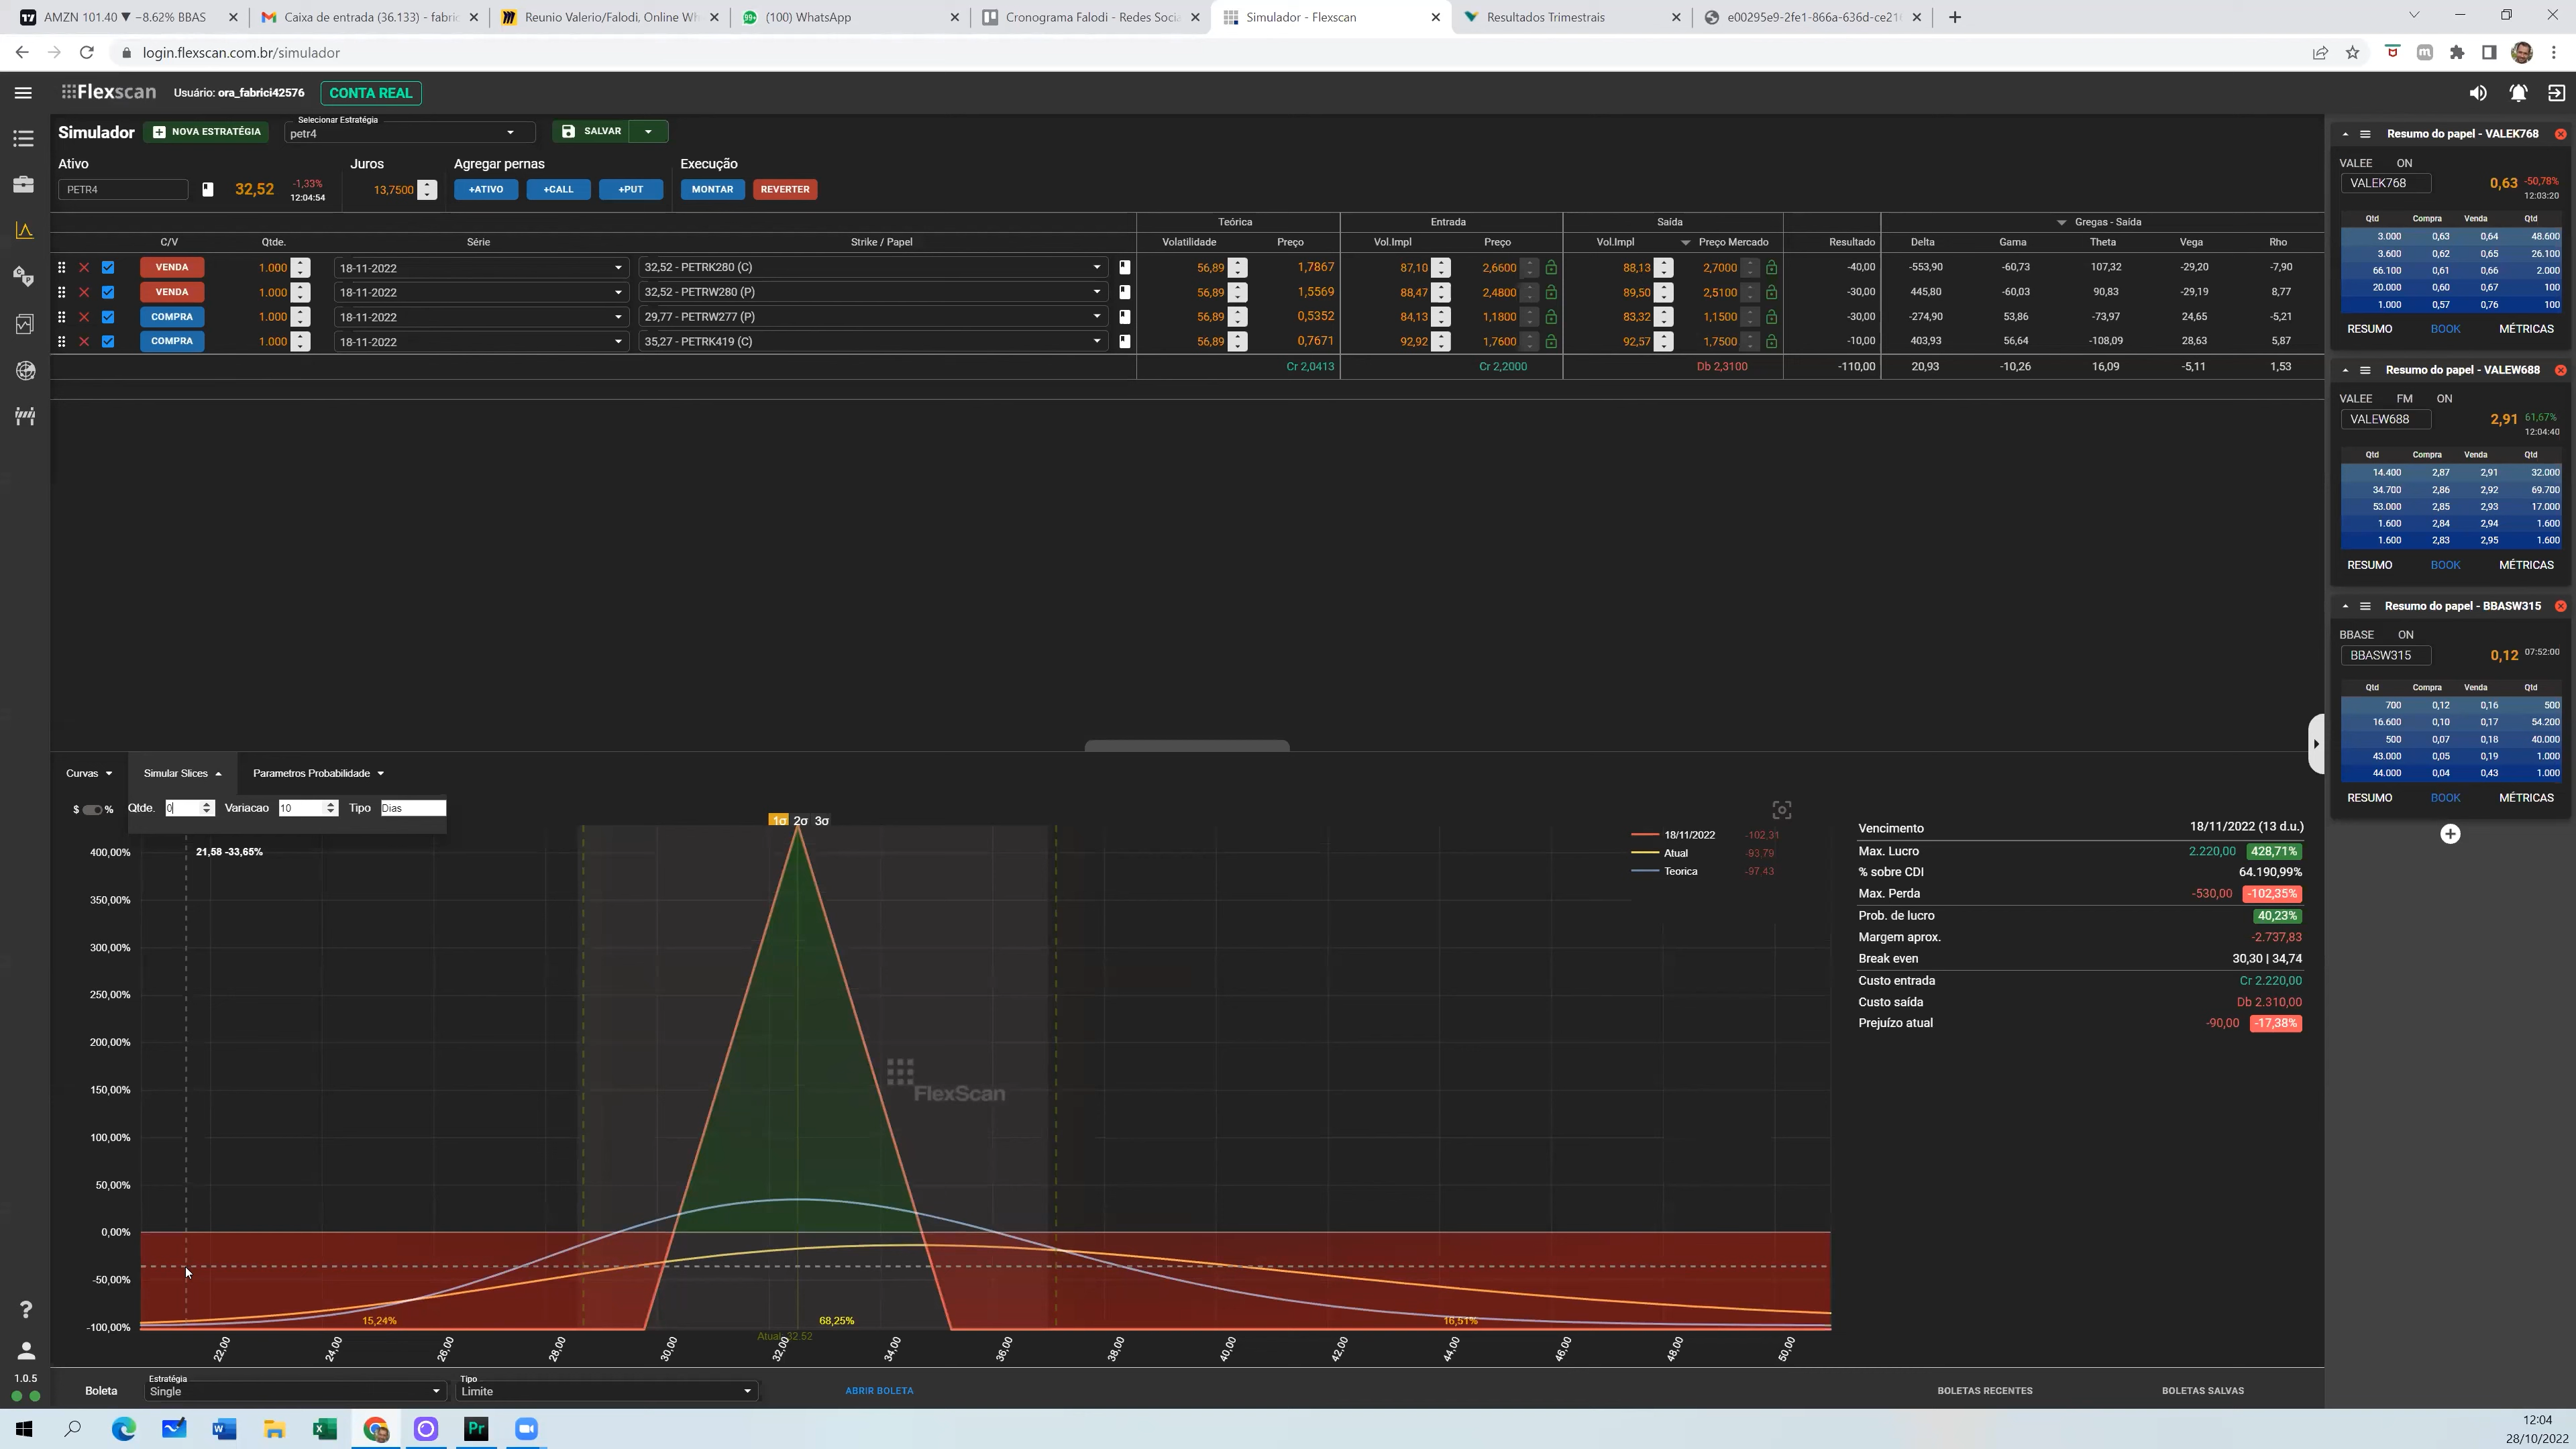 AMZN 101.40 ▼ −8.62% BBAS
Caixa de entrada (36.133) - fabric
Reunio Valerio/Falodi, Online Wh
(100) WhatsApp
Cronograma Falodi - Redes Socia
Simulador - Flexscan
Resultados Trimestrais
e00295e9-2fe1-866a-636d-ce21
login.flexscan.com.br/simulador
Flexscan Usuário: ora_fabrici42576 CONTA REAL
Simulador NOVA ESTRATÉGIA Selecionar Estratégia petr4 SALVAR
Ativo Juros Agregar pernas Execução
PETR4 32,52 -1,33% 12:04:54 13,7500 +ATIVO +CALL +PUT MONTAR REVERTER
Teórica Entrada Saída Gregas - Saída
C/V Qtde. Série Strike / Papel Volatilidade Preço Vol.Impl Preço Vol.Impl Preço Mercado Resultado Delta Gama Theta Vega Rho
VENDA 1.000 18-11-2022 32,52 - PETRK280 (C) 56,89 1,7867 87,10 2,6600 88,13 2,7000 -40,00 -553,90 -60,73 107,32 -29,20 -7,90
VENDA 1.000 18-11-2022 32,52 - PETRW280 (P) 56,89 1,5569 88,47 2,4800 89,50 2,5100 -30,00 445,80 -60,03 90,83 -29,19 8,77
COMPRA 1.000 18-11-2022 29,77 - PETRW277 (P) 56,89 0,5352 84,13 1,1800 83,32 1,1500 -30,00 -274,90 53,86 -73,97 24,65 -5,21
COMPRA 1.000 18-11-2022 35,27 - PETRK419 (C) 56,89 0,7671 92,92 1,7600 92,57 1,7500 -10,00 403,93 56,64 -108,09 28,63 5,87
Cr 2,0413 Cr 2,2000 Db 2,3100 -110,00 20,93 -10,26 16,09 -5,11 1,53
Resumo do papel - VALEK768
VALEE ON
VALEK768 0,63 -50,78%
12:03:20
Qtd Compra Venda Qtd
3.000 0,63 0,64 48.600
3.600 0,62 0,65 26.100
66.100 0,61 0,66 2.000
20.000 0,60 0,67 100
1.000 0,57 0,76 100
RESUMO BOOK MÉTRICAS
Resumo do papel - VALEW688
VALEE FM ON
VALEW688 2,91 61,67%
12:04:40
Qtd Compra Venda Qtd
14.400 2,87 2,91 32.000
34.700 2,86 2,92 69.700
53.000 2,85 2,93 17.000
1.600 2,84 2,94 1.600
1.600 2,83 2,95 1.600
RESUMO BOOK MÉTRICAS
Resumo do papel - BBASW315
BBASE ON
BBASW315 0,12 07:52:00
Qtd Compra Venda Qtd
700 0,12 0,16 500
16.600 0,10 0,17 54.200
500 0,07 0,18 40.000
43.000 0,05 0,19 1.000
44.000 0,04 0,43 1.000
RESUMO BOOK MÉTRICAS
Curvas Simular Slices Parametros Probabilidade
$ % Qtde. 0 Variacao 10 Tipo Dias
1σ 2σ 3σ
21,58 -33,65%
400,00%
350,00%
300,00%
250,00%
200,00%
150,00%
100,00%
50,00%
0,00%
-50,00%
-100,00%
18/11/2022 -102.31
Atual -93.79
Teorica -97.43
FlexScan
15,24% 68,25% 16,51%
Atual: 32.52
22,00 24,00 26,00 28,00 30,00 32,00 34,00 36,00 38,00 40,00 42,00 44,00 46,00 48,00 50,00
Vencimento 18/11/2022 (13 d.u.)
Max. Lucro 2.220,00 428,71%
% sobre CDI 64.190,99%
Max. Perda -530,00 -102,35%
Prob. de lucro 40,23%
Margem aprox. -2.737,83
Break even 30,30 | 34,74
Custo entrada Cr 2.220,00
Custo saída Db 2.310,00
Prejuízo atual -90,00 -17,38%
1.0.5
Boleta Estratégia Single Tipo Limite ABRIR BOLETA BOLETAS RECENTES BOLETAS SALVAS
12:04
28/10/2022